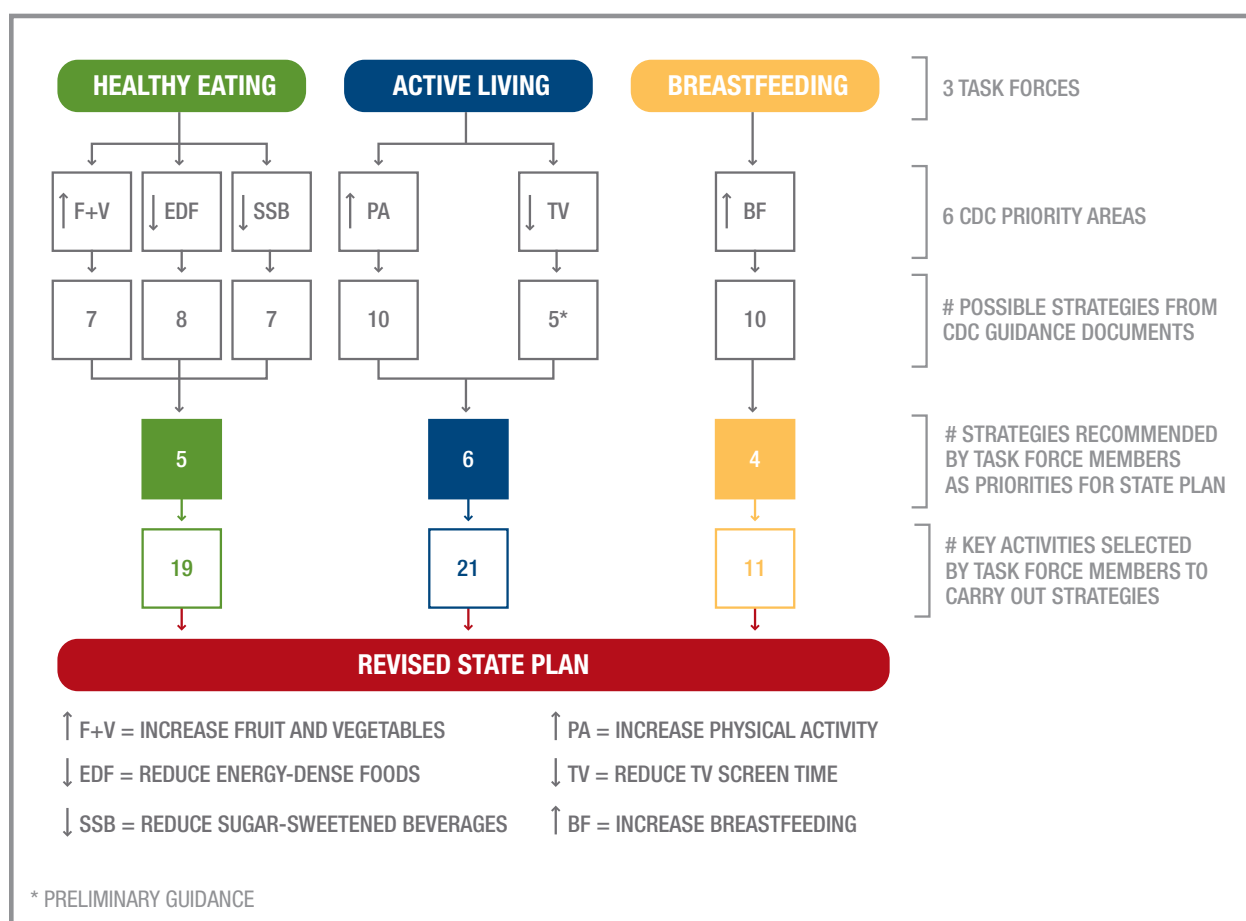 HEALTHY EATING
ACTIVE LIVING
BREASTFEEDING
3 TASK FORCES
↑ F+V
↓ EDF
↓ SSB
↑ PA
↓ TV
↑ BF
6 CDC PRIORITY AREAS
7
8
7
10
5*
10
# POSSIBLE STRATEGIES FROM
CDC GUIDANCE DOCUMENTS
5
6
4
# STRATEGIES RECOMMENDED
BY TASK FORCE MEMBERS
AS PRIORITIES FOR STATE PLAN
19
21
11
# KEY ACTIVITIES SELECTED
BY TASK FORCE MEMBERS TO
CARRY OUT STRATEGIES
REVISED STATE PLAN
↑ F+V = INCREASE FRUIT AND VEGETABLES
↓ EDF = REDUCE ENERGY-DENSE FOODS
↓ SSB = REDUCE SUGAR-SWEETENED BEVERAGES
↑ PA = INCREASE PHYSICAL ACTIVITY
↓ TV = REDUCE TV SCREEN TIME
↑ BF = INCREASE BREASTFEEDING
* PRELIMINARY GUIDANCE